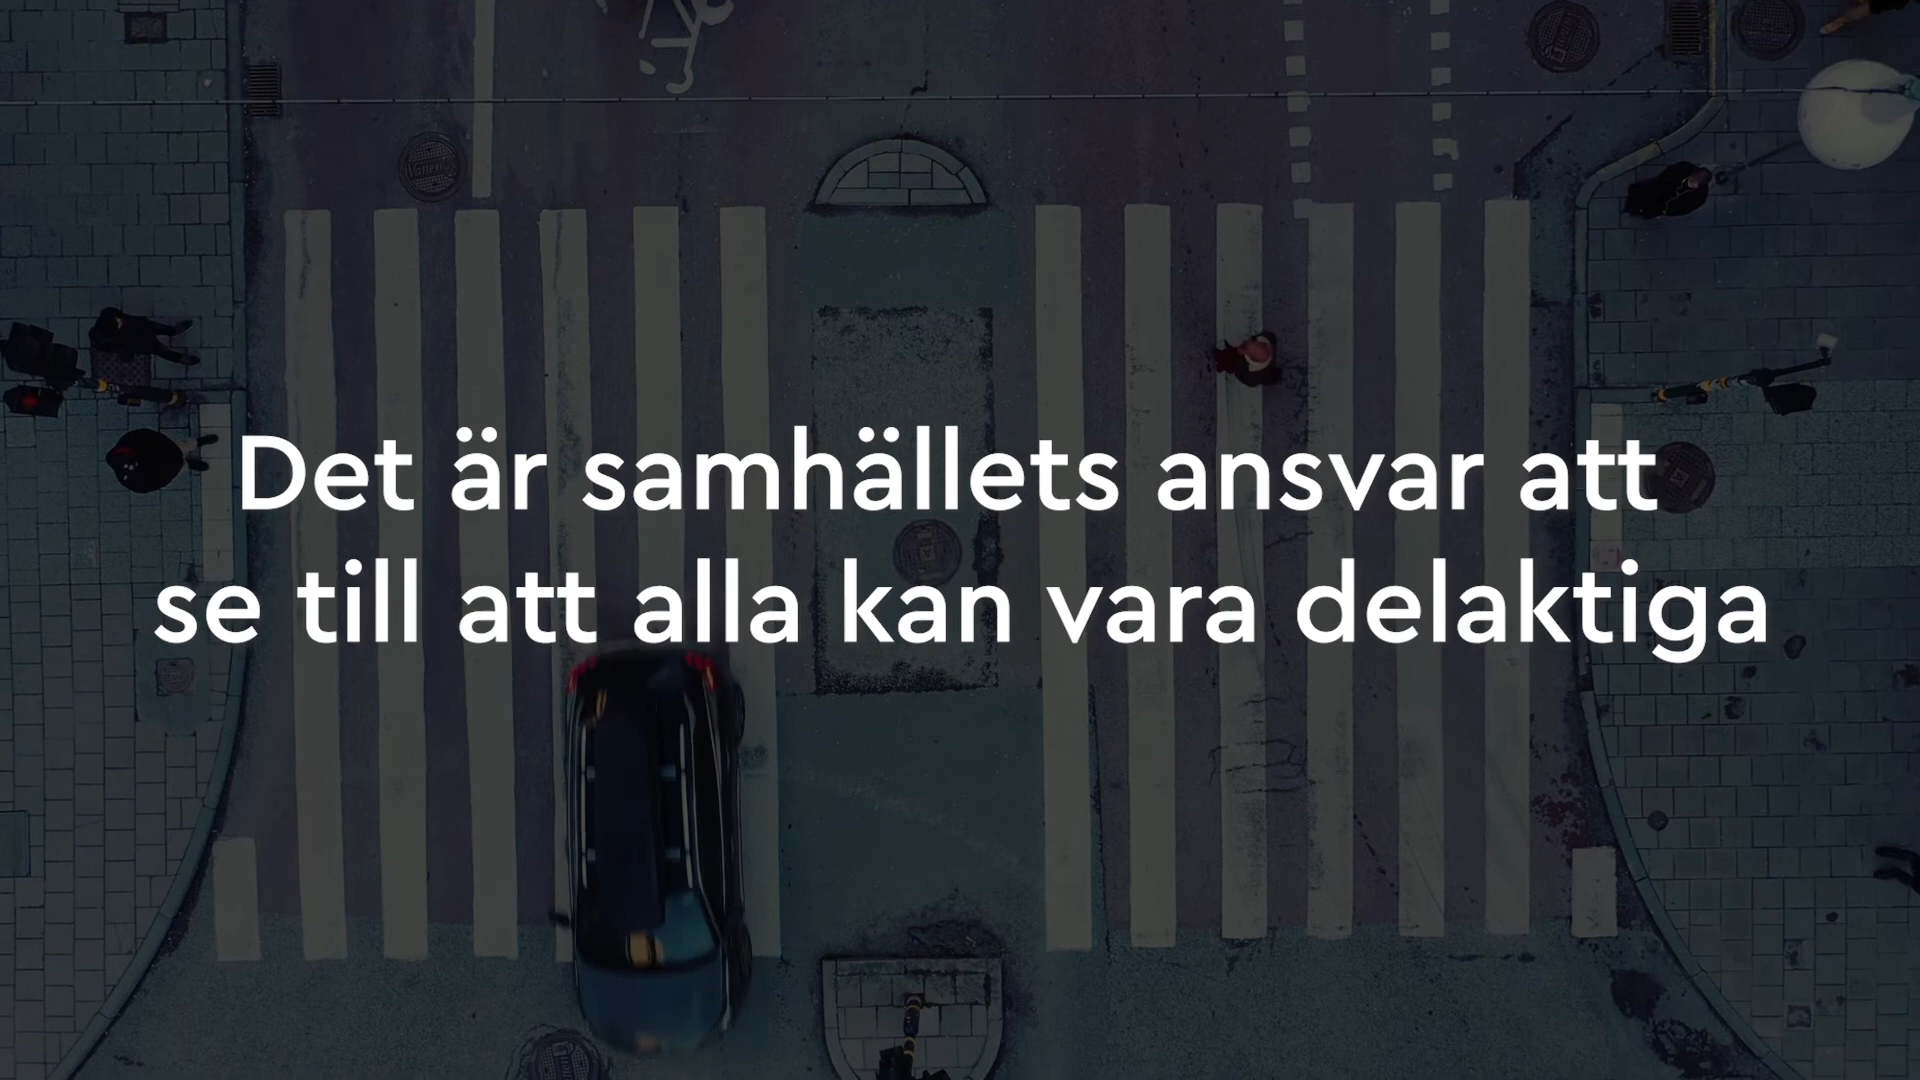 Det är samhällets ansvar att
se till att alla kan vara delaktiga